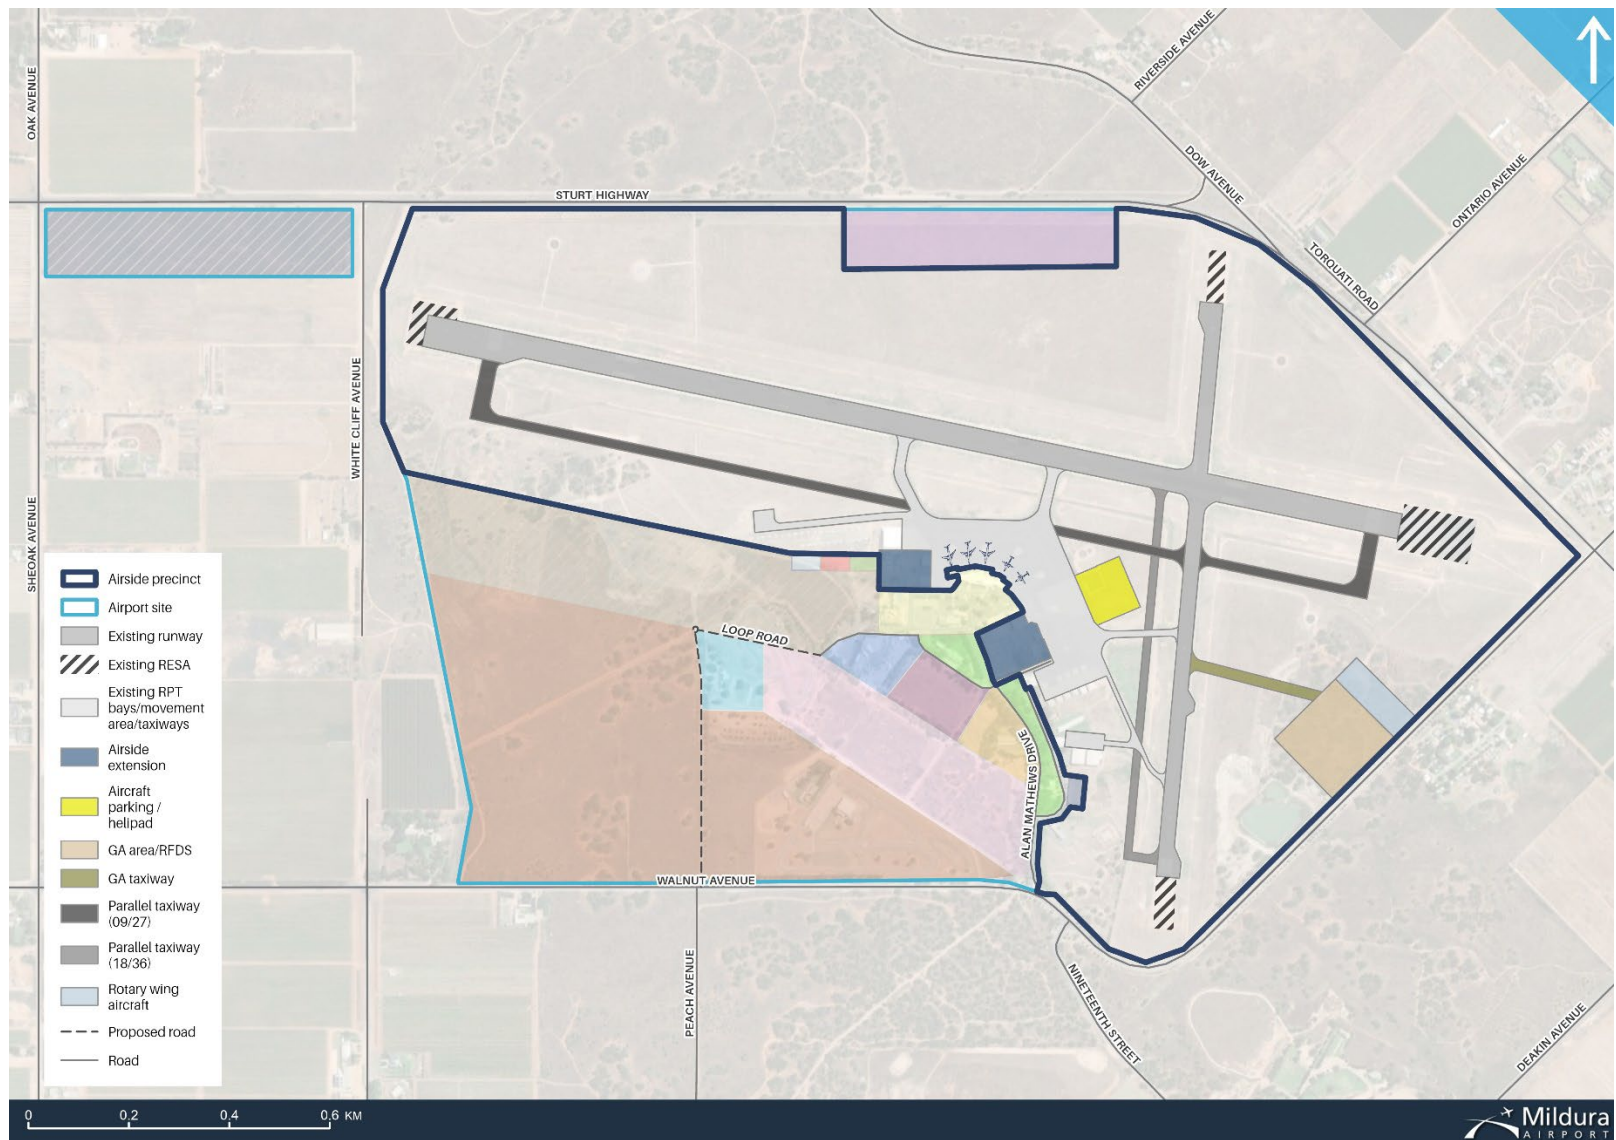 RIVERSIDE AVENUE
OAK AVENUE
DOW AVENUE
ONTARIO AVENUE
STURT HIGHWAY
TOROUATI ROAD
WHITE CLIFF AVENUE
SHEOAK AVENUE
LOOP ROAD
ALAN MATHEWS DRIVE
WALNUT AVENUE
PEACH AVENUE
NINETEENTH STREET
DEAKIN AVENUE
Airside precinct
Airport site
Existing runway
Existing RESA
Existing RPT
bays/movement
area/taxiways
Airside
extension
Aircraft
parking /
helipad
GA area/RFDS
GA taxiway
Parallel taxiway
(09/27)
Parallel taxiway
(18/36)
Rotary wing
aircraft
Proposed road
Road
0 0.2 0,4 0.6 KM
Mildura
AIRPORT